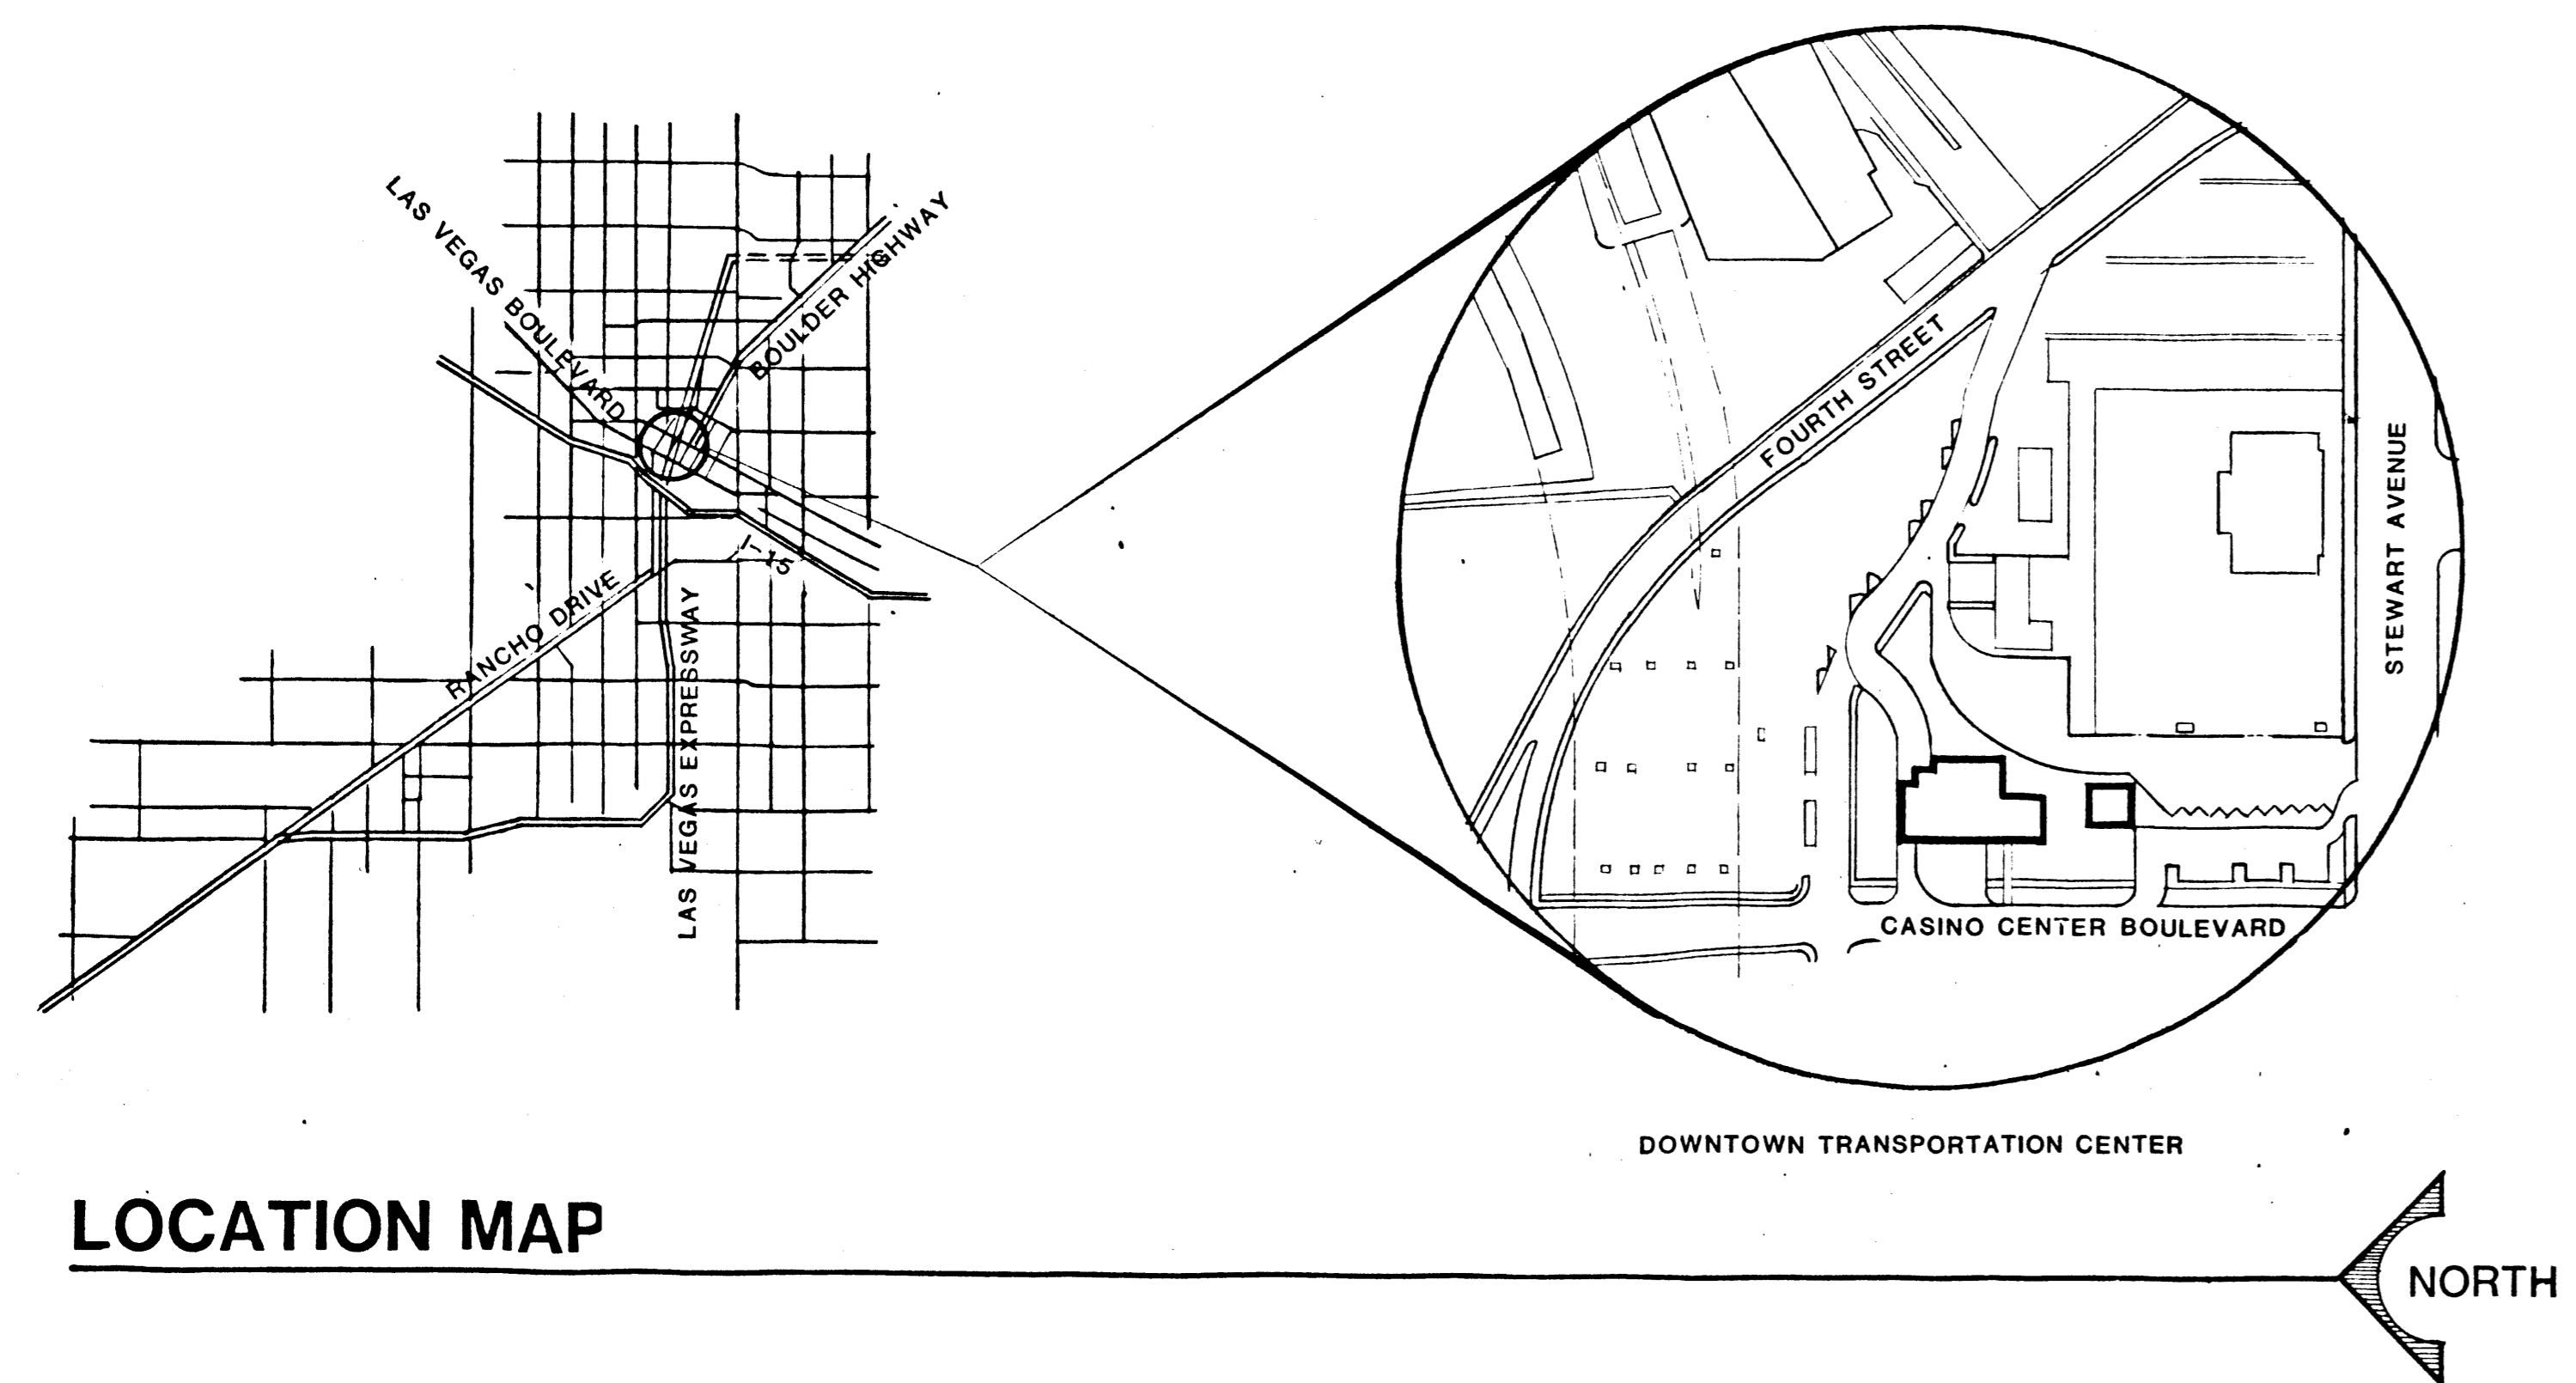 LAS VEGAS BOULEVARD
BOULDER HIGHWAY
I-15
RANCHO DRIVE
LAS VEGAS EXPRESSWAY
FOURTH STREET
STEWART AVENUE
CASINO CENTER BOULEVARD
DOWNTOWN TRANSPORTATION CENTER
LOCATION MAP
NORTH